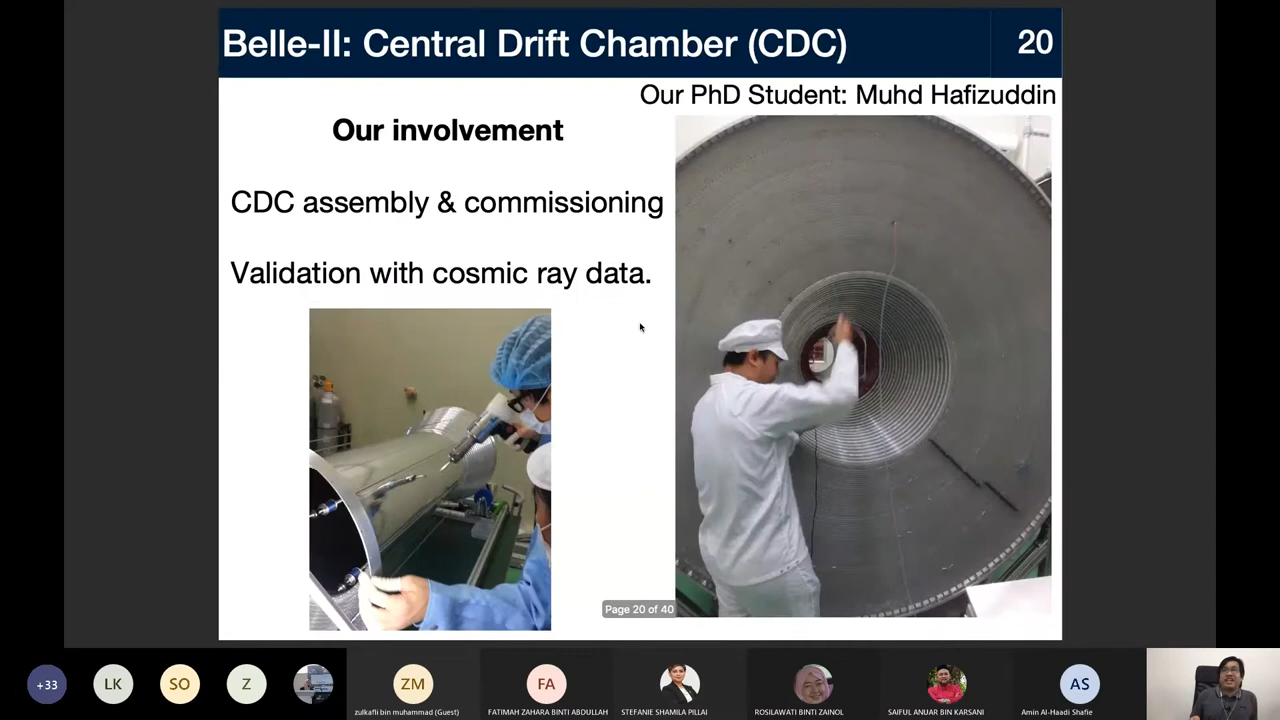 Belle-II: Central Drift Chamber (CDC)
20
Our PhD Student: Muhd Hafizuddin
Our involvement
CDC assembly & commissioning
Validation with cosmic ray data.
Page 20 of 40
+33
LK
SO
Z
ZM
FA
AS
zulkafli bin muhammad (Guest)
FATIMAH ZAHARA BINTI ABDULLAH
STEFANIE SHAMILA PILLAI
ROSILAWATI BINTI ZAINOL
SAIFUL ANUAR BIN KARSANI
Amin Al-Haadi Shafie